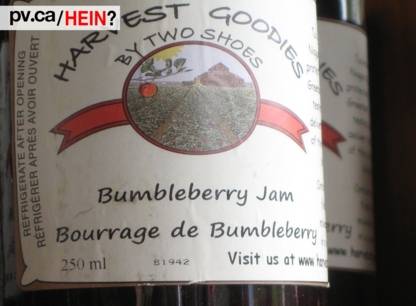 pv.ca/HEIN?
HARVEST GOODIES
BY TWO SHOES
REFRIGERATE AFTER OPENING
RÉFRIGÉRER APRÈS AVOIR OUVERT
Bumbleberry Jam
Bourrage de Bumbleberry
250 ml
81942
Visit us at www